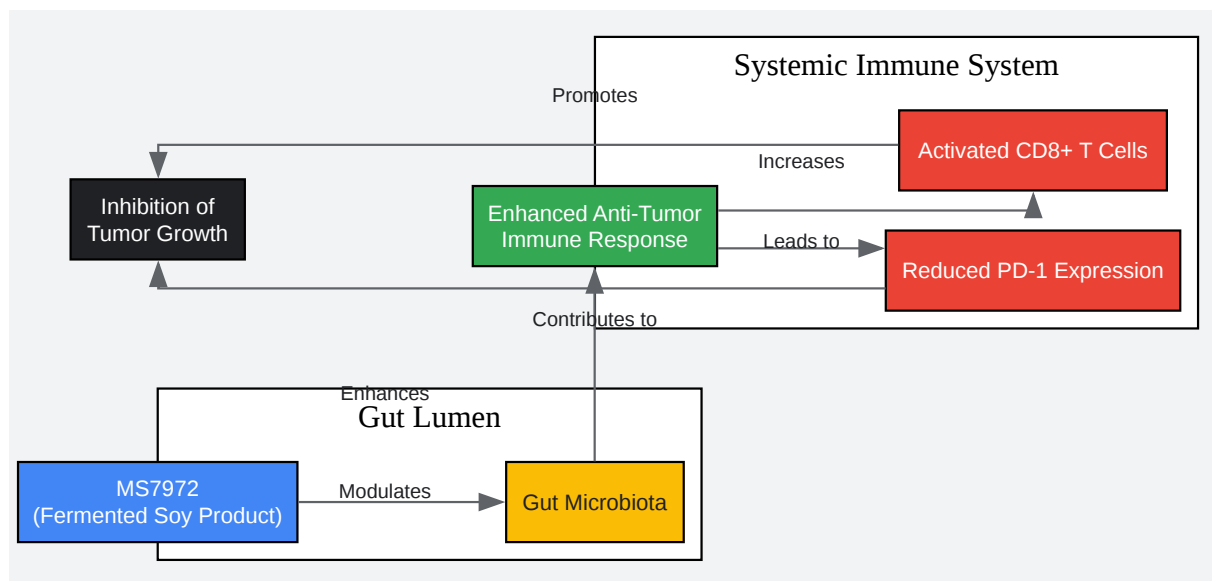 Systemic Immune System
Promotes
Activated CD8+ T Cells
Increases
Inhibition of
Tumor Growth
Enhanced Anti-Tumor
Immune Response
Leads to
Reduced PD-1 Expression
Contributes to
Enhances
Gut Lumen
MS7972
(Fermented Soy Product)
Modulates
Gut Microbiota